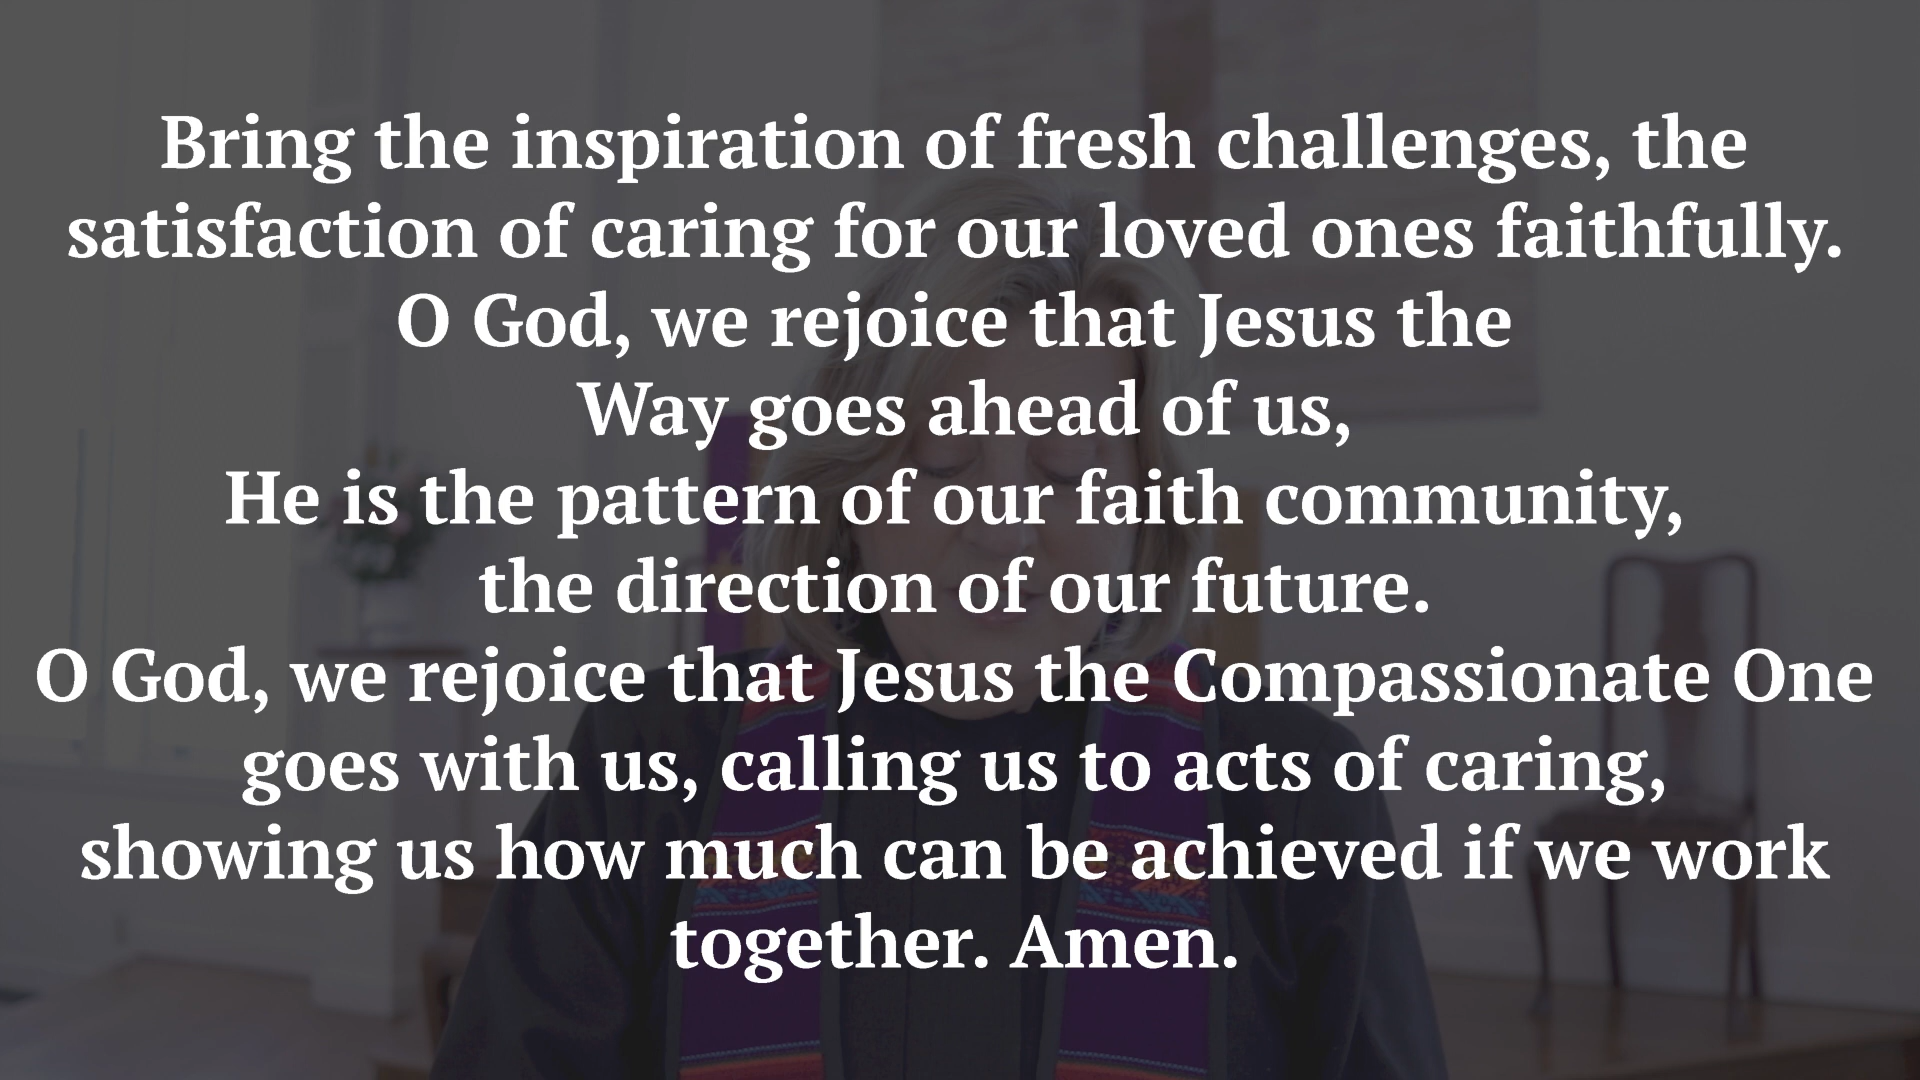 Bring the inspiration of fresh challenges, the
satisfaction of caring for our loved ones faithfully.
O God, we rejoice that Jesus the
Way goes ahead of us,
He is the pattern of our faith community,
the direction of our future.
O God, we rejoice that Jesus the Compassionate One
goes with us, calling us to acts of caring,
showing us how much can be achieved if we work
together. Amen.